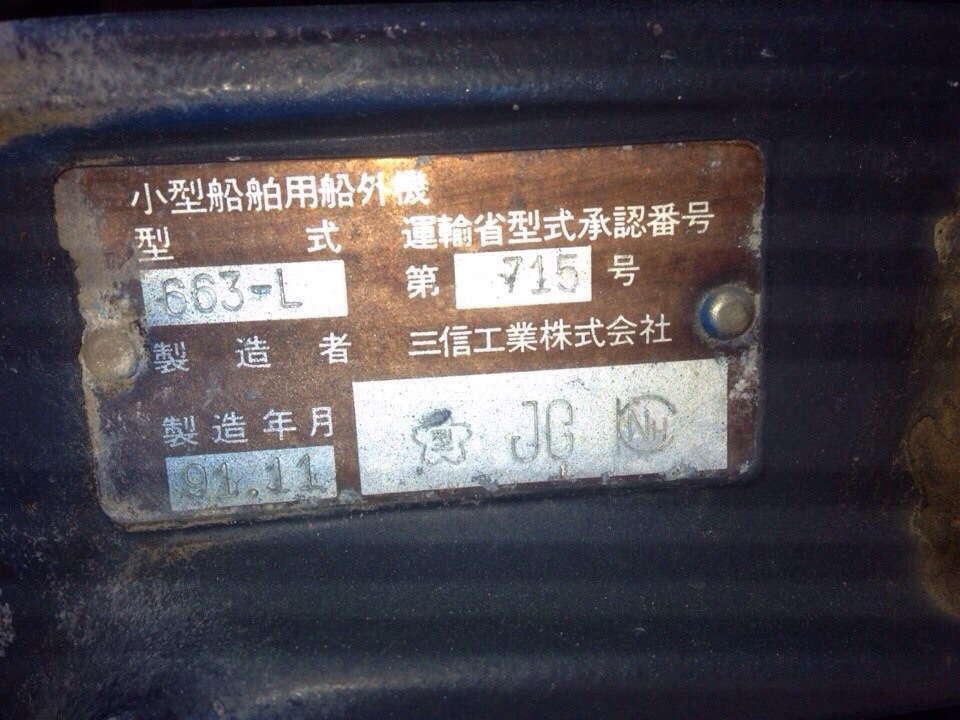 小型船舶用船外機
型 式 運輸省型式承認番号
663-L 第 715 号
製 造 者 三信工業株式会社
製造年月
91.11 型 JG NK